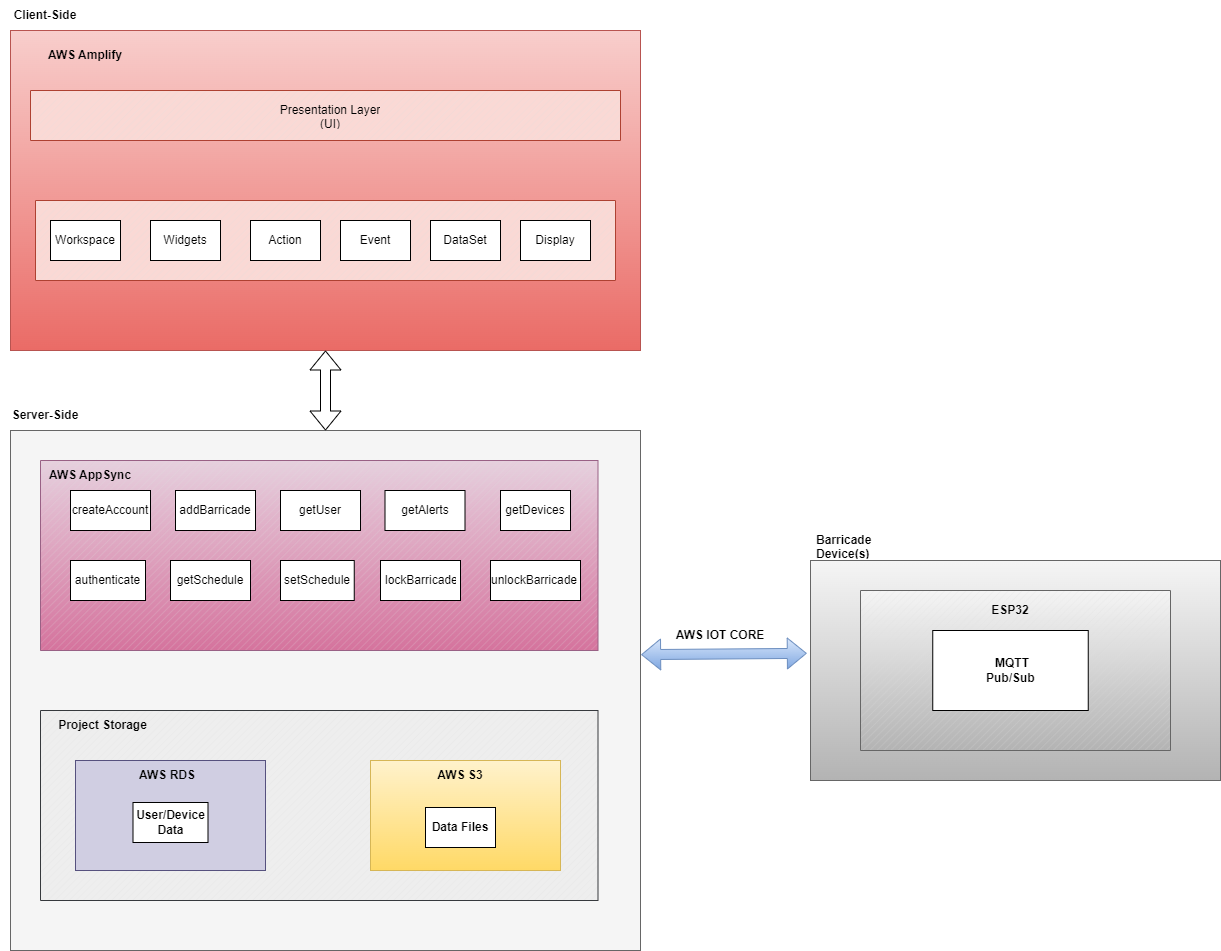 Client-Side
AWS Amplify
Presentation Layer
(UI)
Workspace
Widgets
Action
Event
DataSet
Display
Server-Side
AWS AppSync
createAccount
addBarricade
getUser
getAlerts
getDevices
authenticate
getSchedule
setSchedule
lockBarricade
unlockBarricade
AWS IOT CORE
Barricade
Device(s)
ESP32
MQTT
Pub/Sub
Project Storage
AWS RDS
User/Device
Data
AWS S3
Data Files